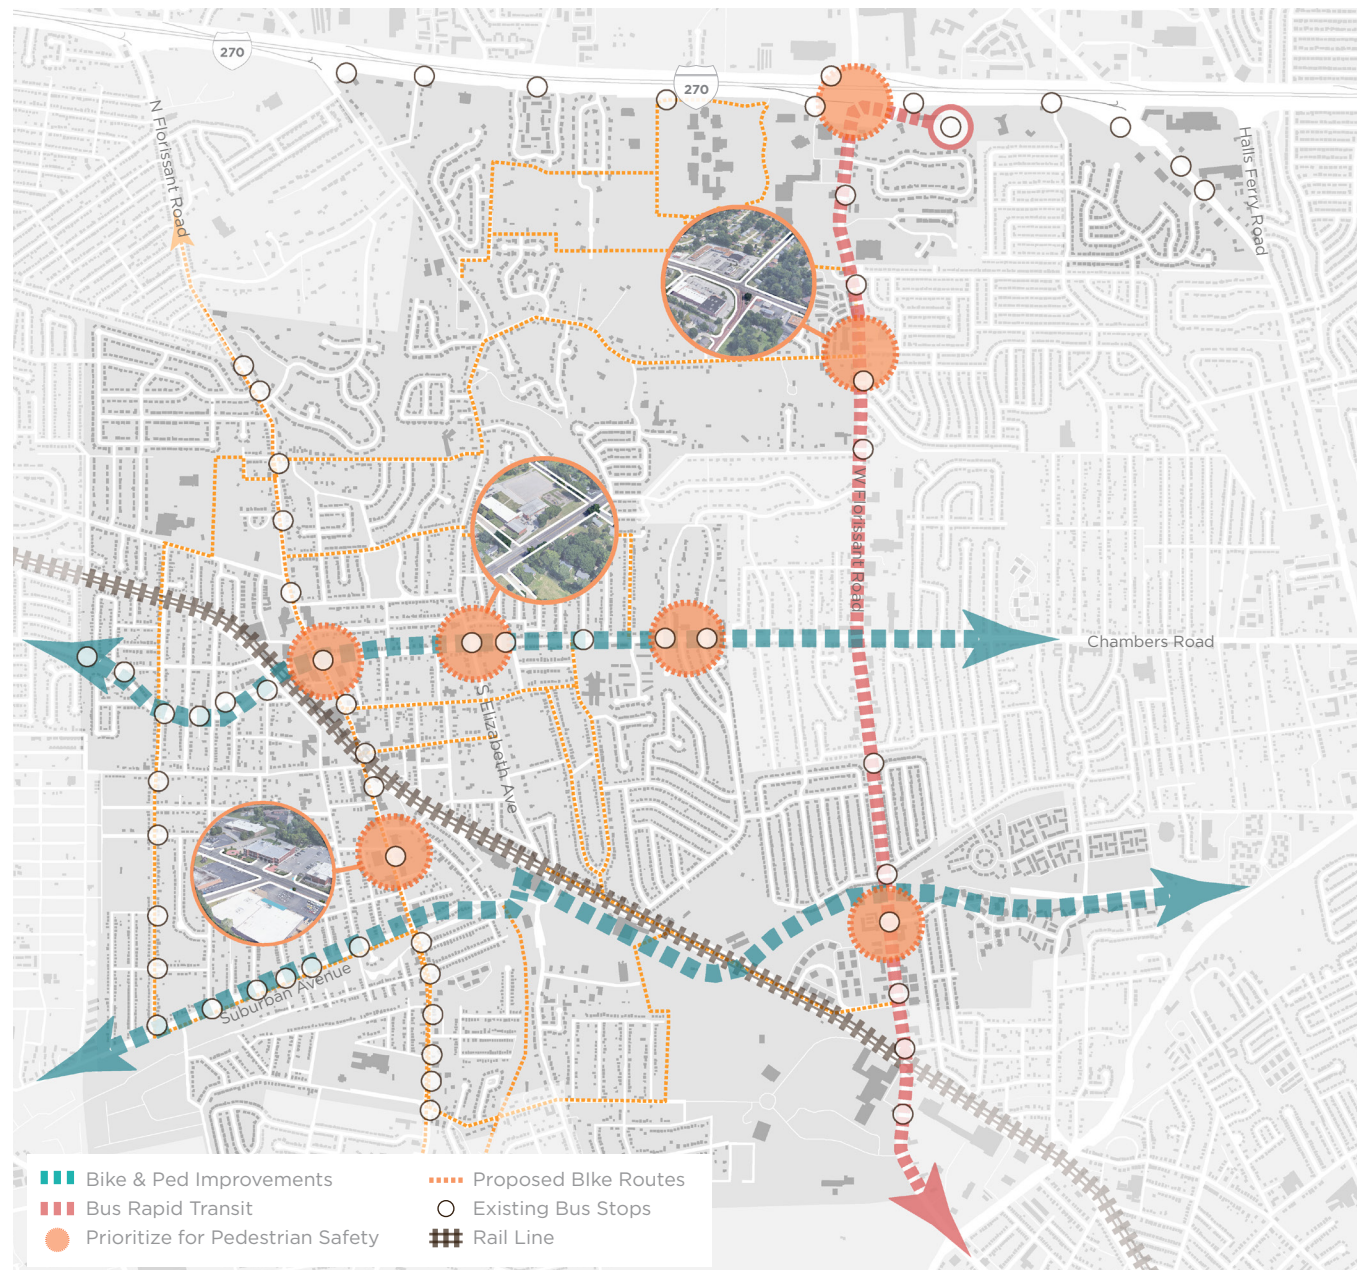 270
270
N Florissant Road
Halls Ferry Road
W Florissant Road
Chambers Road
S Elizabeth Ave
Suburban Avenue
Bike & Ped Improvements
Bus Rapid Transit
Prioritize for Pedestrian Safety
Proposed BIke Routes
Existing Bus Stops
Rail Line